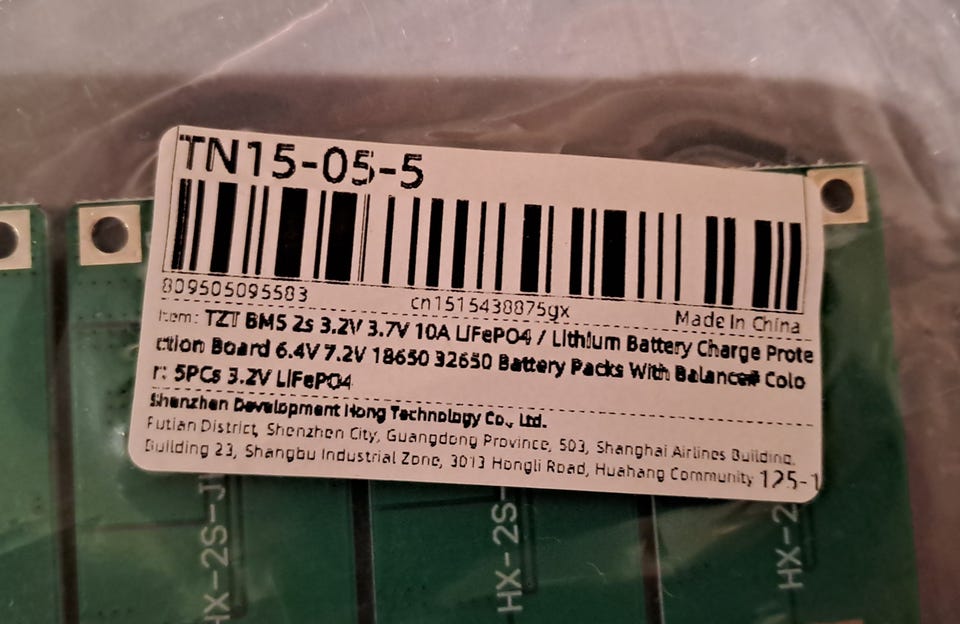 TN15-05-5
809505095583
cn1515438875gx
Made In China
Item: TZT BMS 2s 3.2V 3.7V 10A LiFePO4 / Lithium Battery Charge Prote
ction Board 6.4V 7.2V 18650 32650 Battery Packs With Balance# Colo
r: 5PCs 3.2V LiFePO4
Shenzhen Development Hong Technology Co., Ltd.
Futian District, Shenzhen City, Guangdong Province, 503, Shanghai Airlines Building,
Building 23, Shangbu Industrial Zone, 3013 Hongli Road, Huahang Community 125-1
HX-2S-J
HX-2S-
HX-2